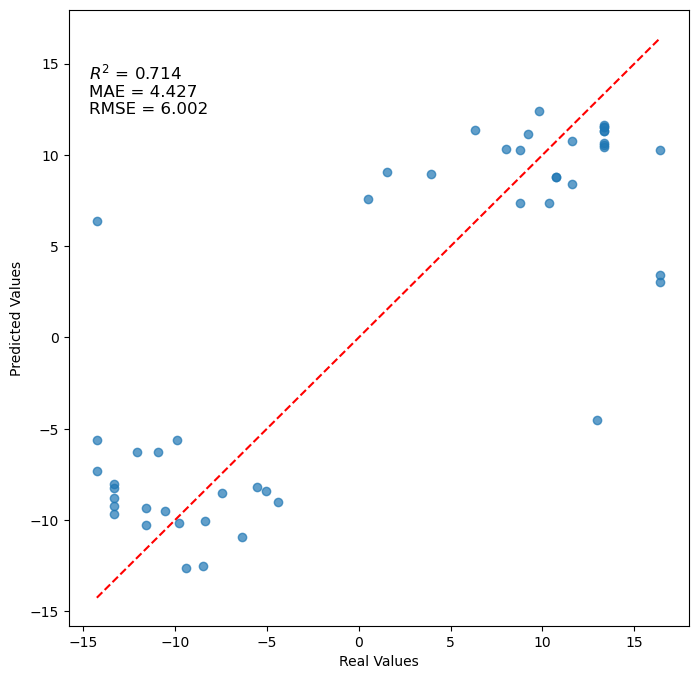 R² = 0.714
MAE = 4.427
RMSE = 6.002
15
10
5
0
−5
−10
−15
Predicted Values
−15 −10 −5 0 5 10 15
Real Values